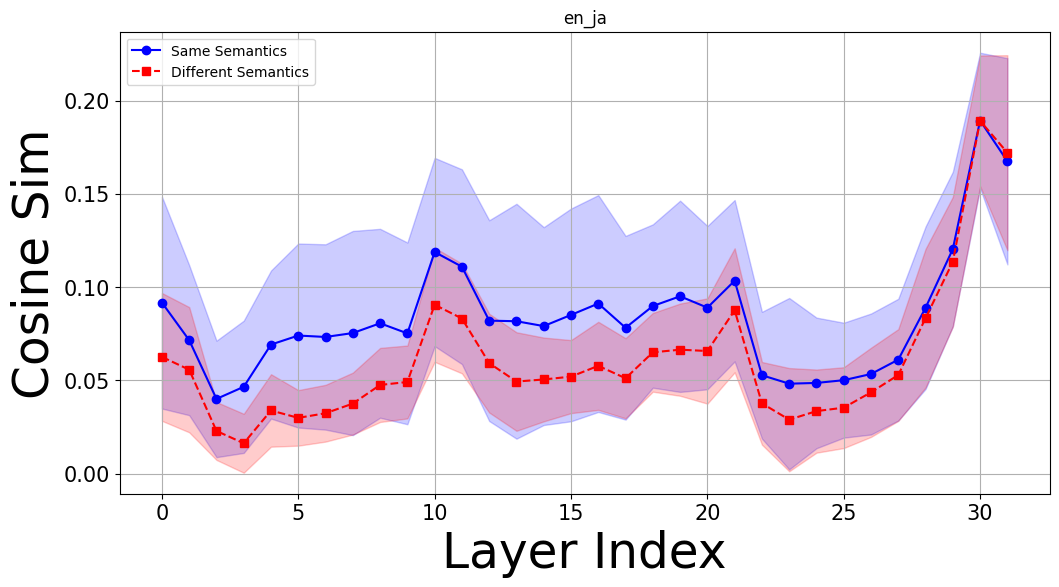 en_ja
Same Semantics
Different Semantics
Cosine Sim
0.20
0.15
0.10
0.05
0.00
0 5 10 15 20 25 30
Layer Index